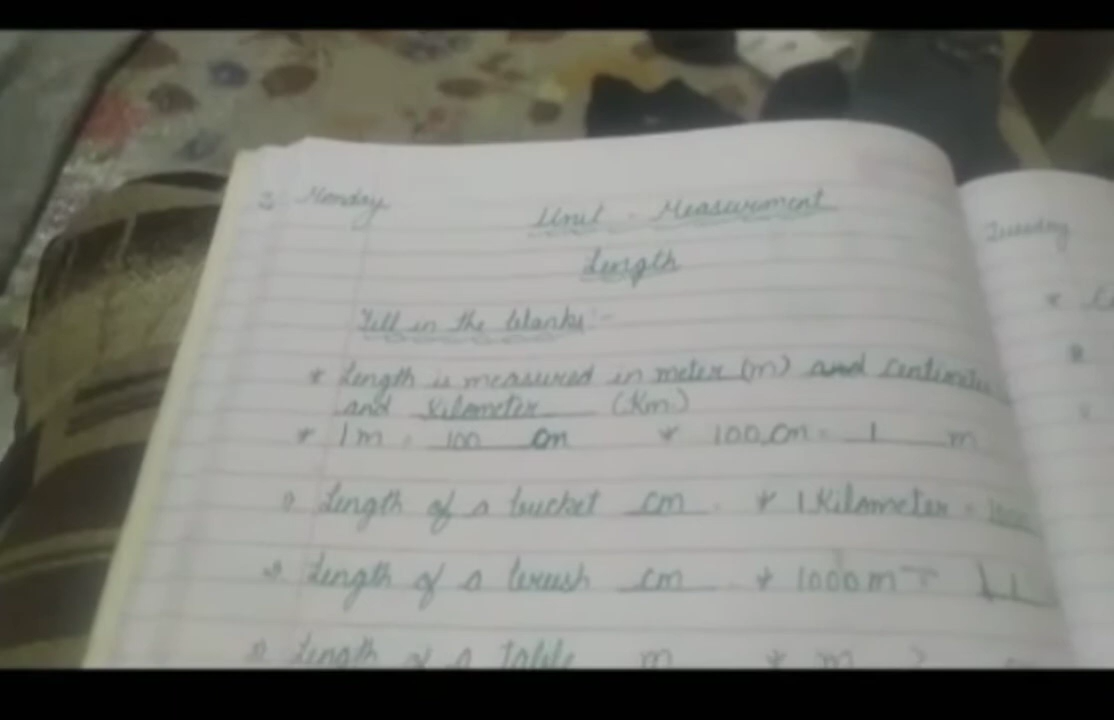 Monday
Unit - Measurement
Length
Fill in the blanks :-
* Length is measured in meter (m) and centimeter
and kilometer (Km)
* 1m = 100 cm * 100 cm = 1 m
Length of a bucket cm * 1 Kilometer =
Length of a brush cm * 1000 m =
Length of a Table m * m >
Tuesday